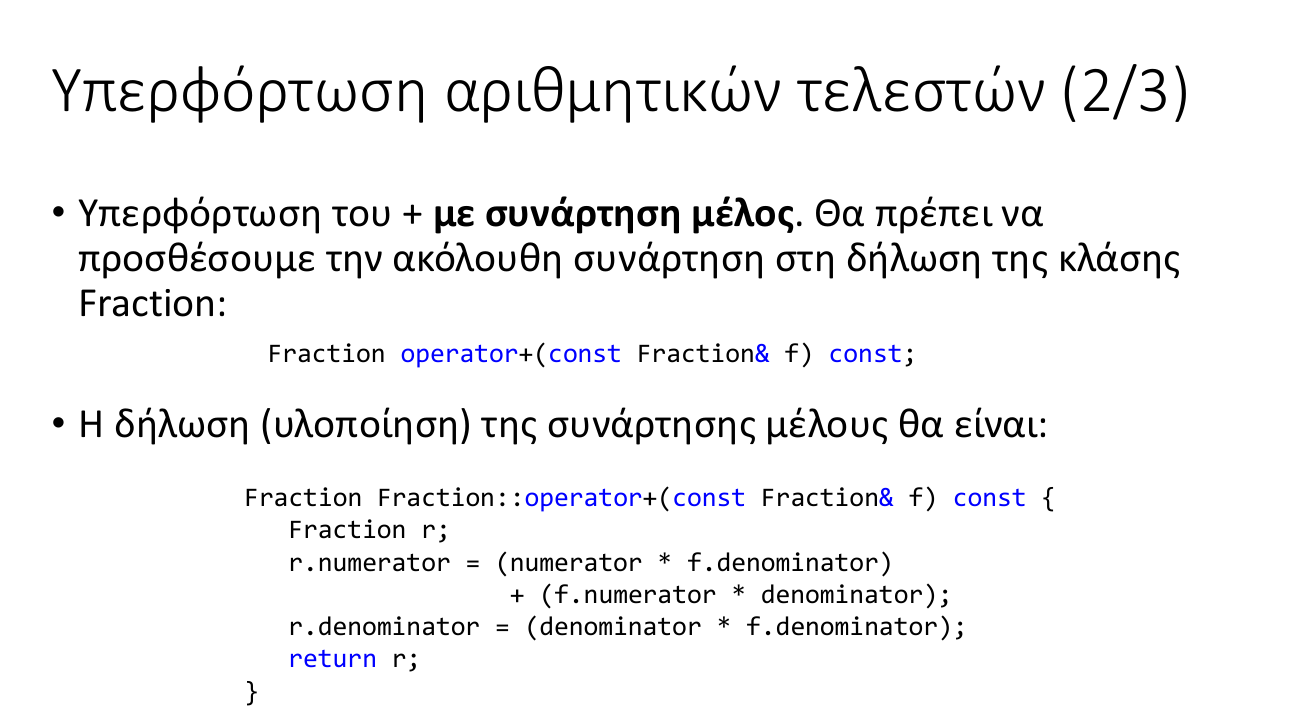 Υπερφόρτωση αριθμητικών τελεστών (2/3)
• Υπερφόρτωση του + με συνάρτηση μέλος. Θα πρέπει να
προσθέσουμε την ακόλουθη συνάρτηση στη δήλωση της κλάσης
Fraction:
Fraction operator+(const Fraction& f) const;
• Η δήλωση (υλοποίηση) της συνάρτησης μέλους θα είναι:
Fraction Fraction::operator+(const Fraction& f) const {
   Fraction r;
   r.numerator = (numerator * f.denominator)
                  + (f.numerator * denominator);
   r.denominator = (denominator * f.denominator);
   return r;
}